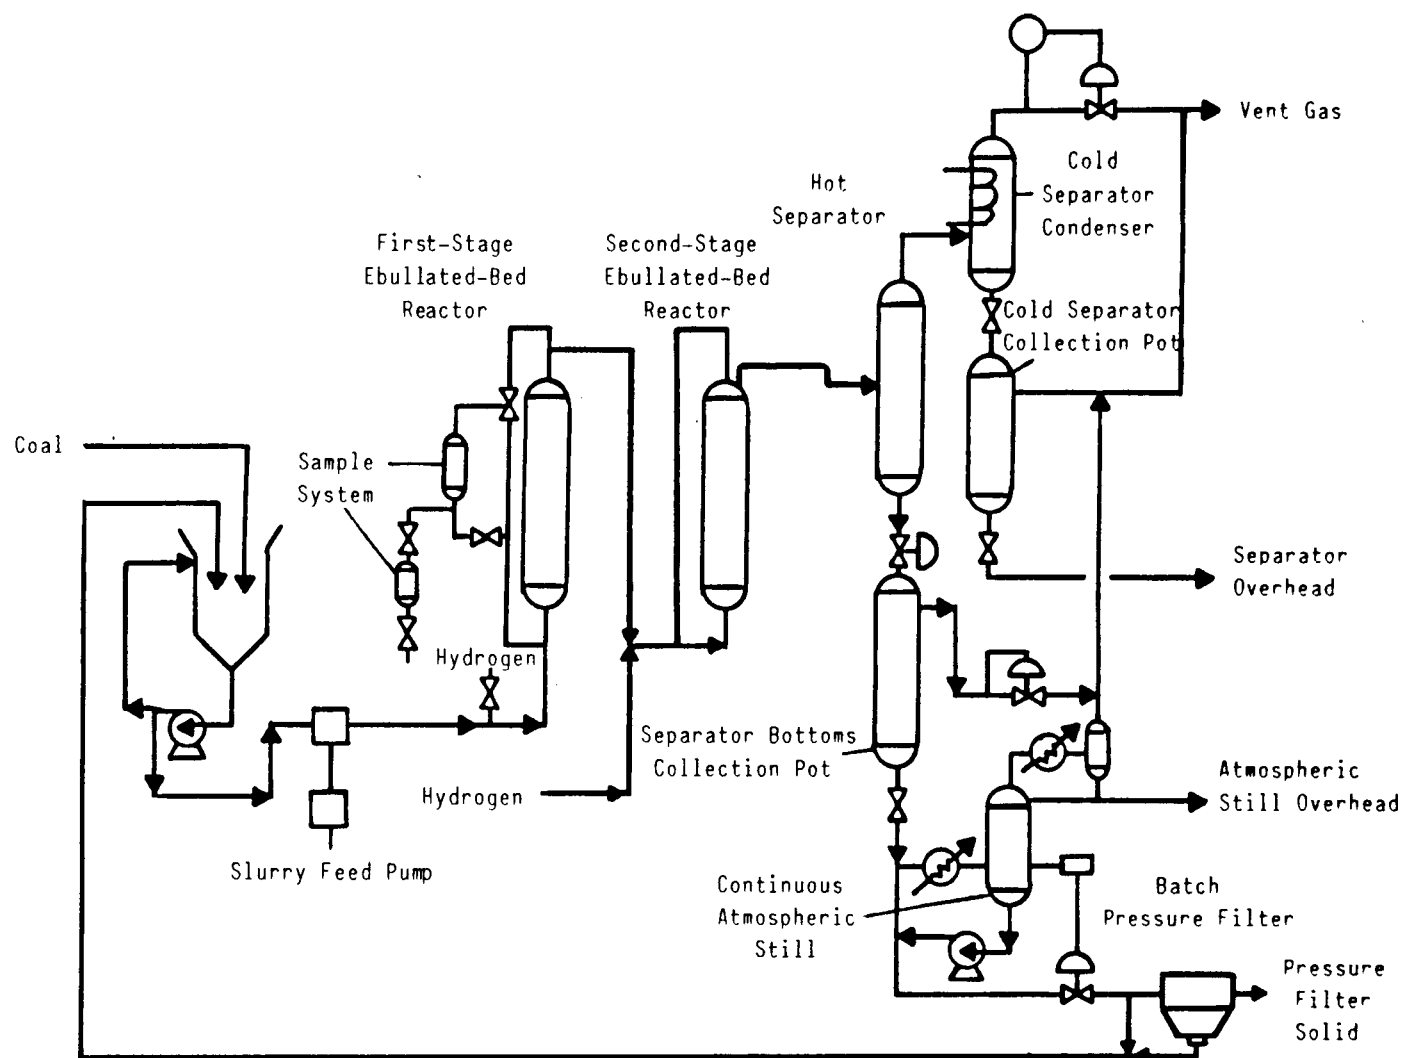 Vent Gas
Cold
Separator
Condenser
Hot
Separator
First-Stage
Ebullated-Bed
Reactor
Second-Stage
Ebullated-Bed
Reactor
Cold Separator
Collection Pot
Coal
Sample
System
Separator
Overhead
Hydrogen
Separator Bottoms
Collection Pot
Hydrogen
Atmospheric
Still Overhead
Slurry Feed Pump
Continuous
Atmospheric
Still
Batch
Pressure Filter
Pressure
Filter
Solid